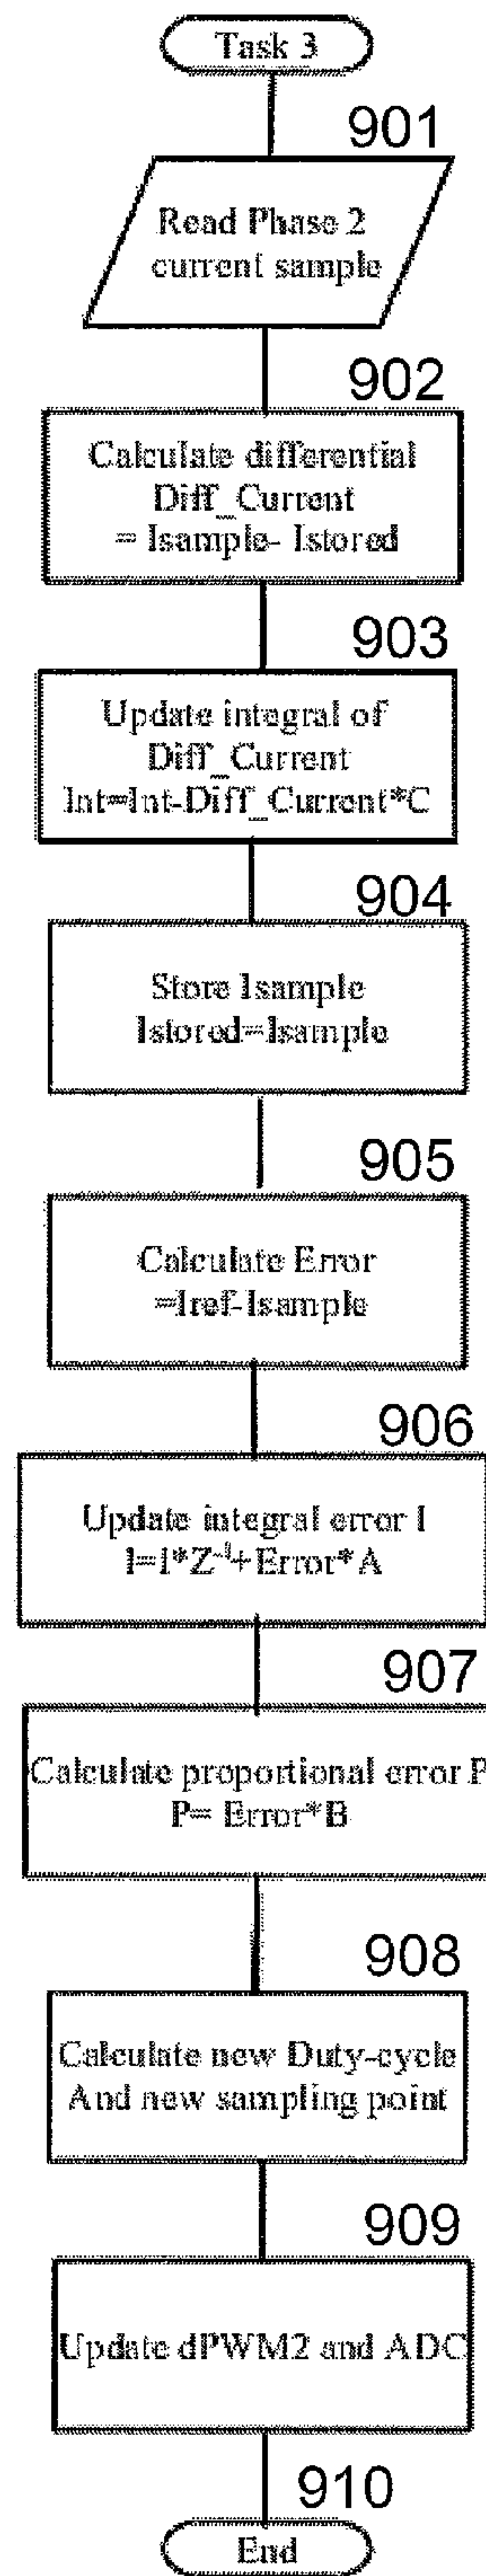 Task 3
901
Read Phase 2
current sample
902
Calculate differential
Diff_Current
= Isample- Istored
903
Update integral of
Diff_Current
Int=Int-Diff_Current*C
904
Store Isample
Istored=Isample
905
Calculate Error
=Iref-Isample
906
Update integral error I
I=I*Z⁻¹+Error*A
907
Calculate proportional error P
P= Error*B
908
Calculate new Duty-cycle
And new sampling point
909
Update dPWM2 and ADC
910
End